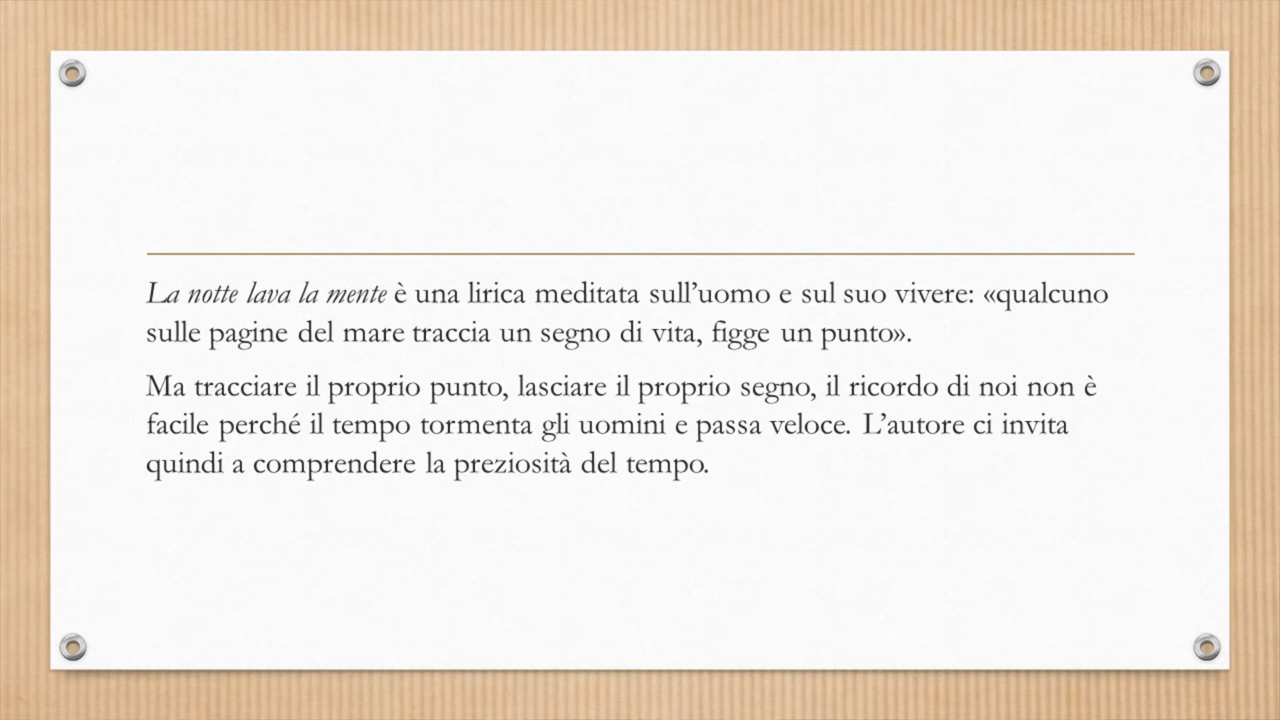 La notte lava la mente è una lirica meditata sull’uomo e sul suo vivere: «qualcuno
sulle pagine del mare traccia un segno di vita, figge un punto».
Ma tracciare il proprio punto, lasciare il proprio segno, il ricordo di noi non è
facile perché il tempo tormenta gli uomini e passa veloce. L’autore ci invita
quindi a comprendere la preziosità del tempo.